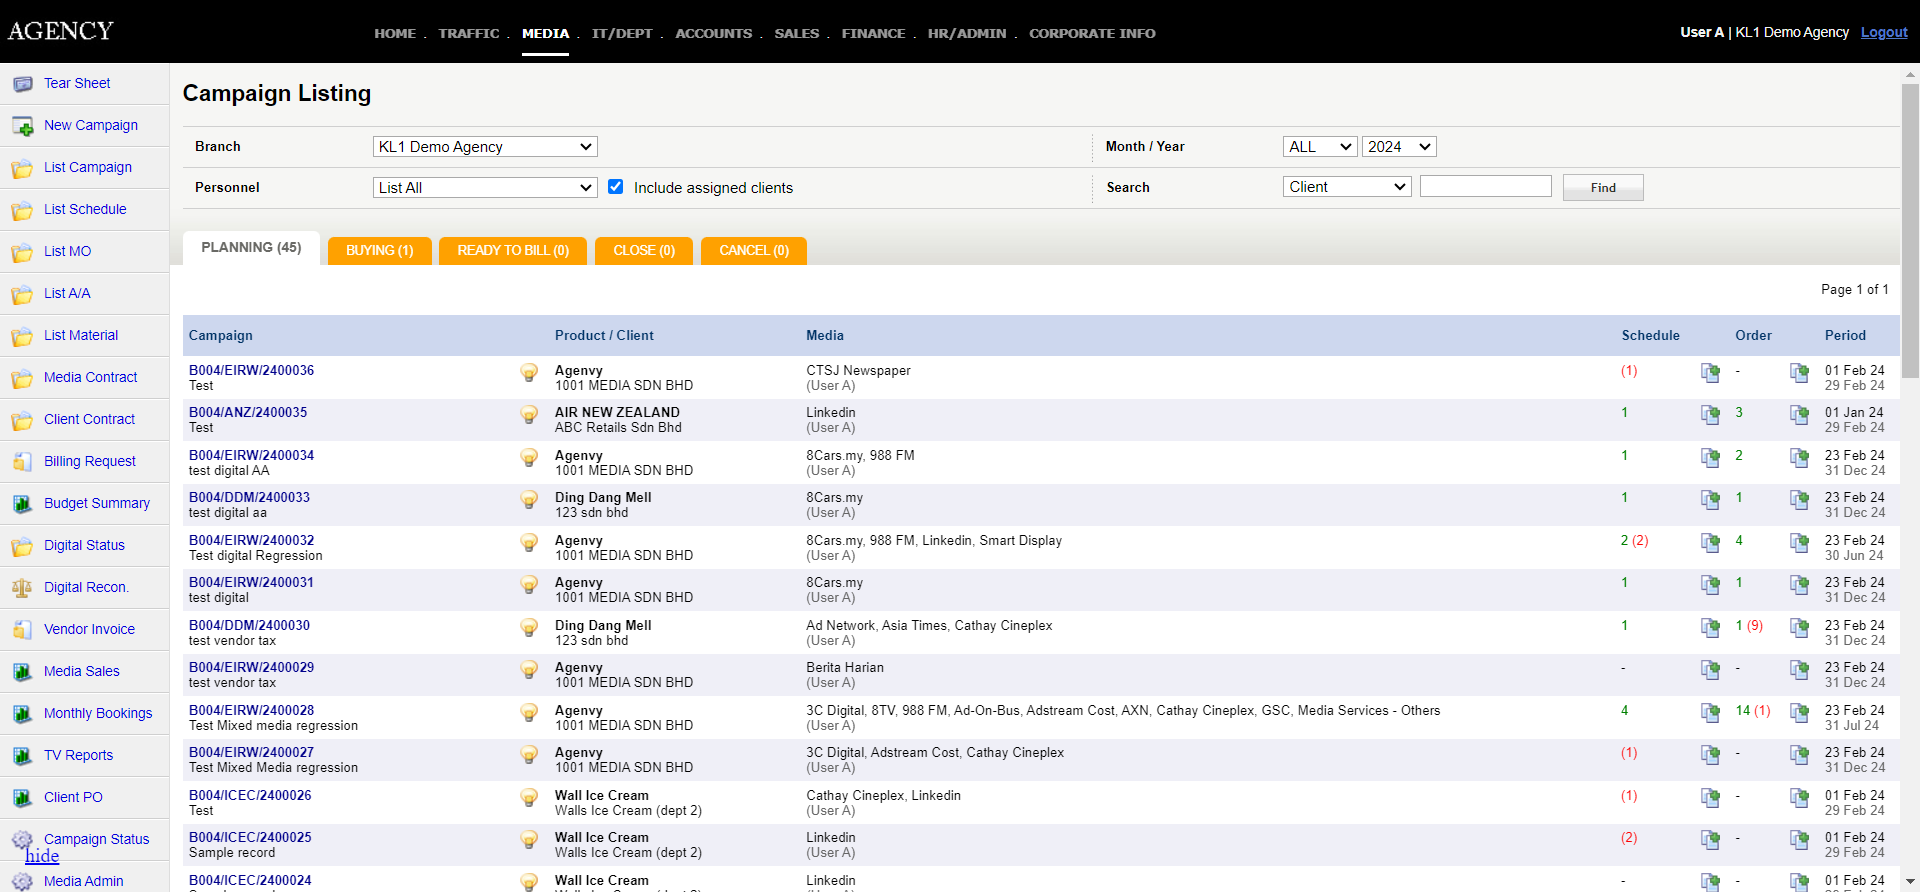 AGENCY
HOME . TRAFFIC . MEDIA . IT/DEPT . ACCOUNTS . SALES . FINANCE . HR/ADMIN . CORPORATE INFO
User A | KL1 Demo Agency Logout
Tear Sheet
New Campaign
List Campaign
List Schedule
List MO
List A/A
List Material
Media Contract
Client Contract
Billing Request
Budget Summary
Digital Status
Digital Recon.
Vendor Invoice
Media Sales
Monthly Bookings
TV Reports
Client PO
Campaign Status
hide
Media Admin
Campaign Listing
Branch KL1 Demo Agency Month / Year ALL 2024
Personnel List All Include assigned clients Search Client Find
PLANNING (45) BUYING (1) READY TO BILL (0) CLOSE (0) CANCEL (0)
Page 1 of 1
Campaign Product / Client Media Schedule Order Period
B004/EIRW/2400036 Agenvy CTSJ Newspaper (1) - 01 Feb 24
Test 1001 MEDIA SDN BHD (User A) 29 Feb 24
B004/ANZ/2400035 AIR NEW ZEALAND Linkedin 1 3 01 Jan 24
Test ABC Retails Sdn Bhd (User A) 29 Feb 24
B004/EIRW/2400034 Agenvy 8Cars.my, 988 FM 1 2 23 Feb 24
test digital AA 1001 MEDIA SDN BHD (User A) 31 Dec 24
B004/DDM/2400033 Ding Dang Mell 8Cars.my 1 1 23 Feb 24
test digital aa 123 sdn bhd (User A) 31 Dec 24
B004/EIRW/2400032 Agenvy 8Cars.my, 988 FM, Linkedin, Smart Display 2 (2) 4 23 Feb 24
Test digital Regression 1001 MEDIA SDN BHD (User A) 30 Jun 24
B004/EIRW/2400031 Agenvy 8Cars.my 1 1 23 Feb 24
test digital 1001 MEDIA SDN BHD (User A) 31 Dec 24
B004/DDM/2400030 Ding Dang Mell Ad Network, Asia Times, Cathay Cineplex 1 1 (9) 23 Feb 24
test vendor tax 123 sdn bhd (User A) 31 Dec 24
B004/EIRW/2400029 Agenvy Berita Harian - - 23 Feb 24
test vendor tax 1001 MEDIA SDN BHD (User A) 31 Dec 24
B004/EIRW/2400028 Agenvy 3C Digital, 8TV, 988 FM, Ad-On-Bus, Adstream Cost, AXN, Cathay Cineplex, GSC, Media Services - Others 4 14 (1) 23 Feb 24
Test Mixed media regression 1001 MEDIA SDN BHD (User A) 31 Jul 24
B004/EIRW/2400027 Agenvy 3C Digital, Adstream Cost, Cathay Cineplex (1) - 23 Feb 24
Test Mixed Media regression 1001 MEDIA SDN BHD (User A) 31 Dec 24
B004/ICEC/2400026 Wall Ice Cream Cathay Cineplex, Linkedin (1) - 01 Feb 24
Test Walls Ice Cream (dept 2) (User A) 29 Feb 24
B004/ICEC/2400025 Wall Ice Cream Linkedin (2) - 01 Feb 24
Sample record Walls Ice Cream (dept 2) (User A) 29 Feb 24
B004/ICEC/2400024 Wall Ice Cream Linkedin - - 01 Feb 24